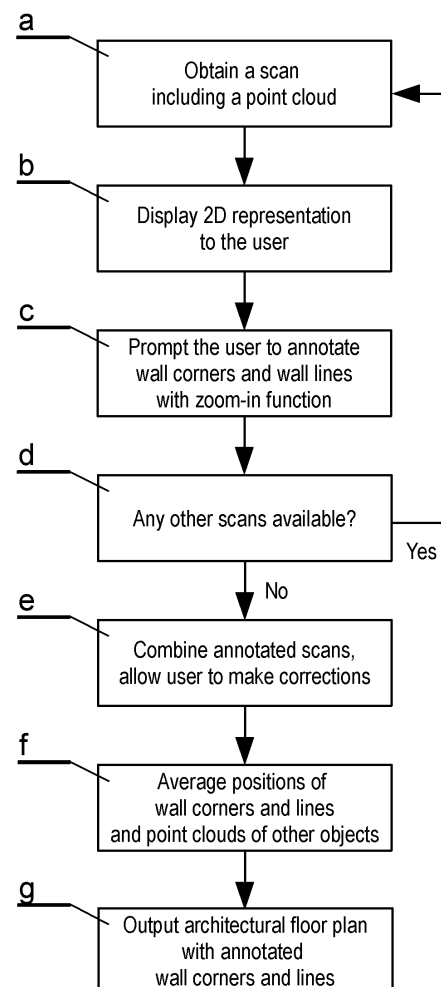 a
Obtain a scan
including a point cloud
b
Display 2D representation
to the user
c
Prompt the user to annotate
wall corners and wall lines
with zoom-in function
d
Any other scans available?
Yes
No
e
Combine annotated scans,
allow user to make corrections
f
Average positions of
wall corners and lines
and point clouds of other objects
g
Output architectural floor plan
with annotated
wall corners and lines